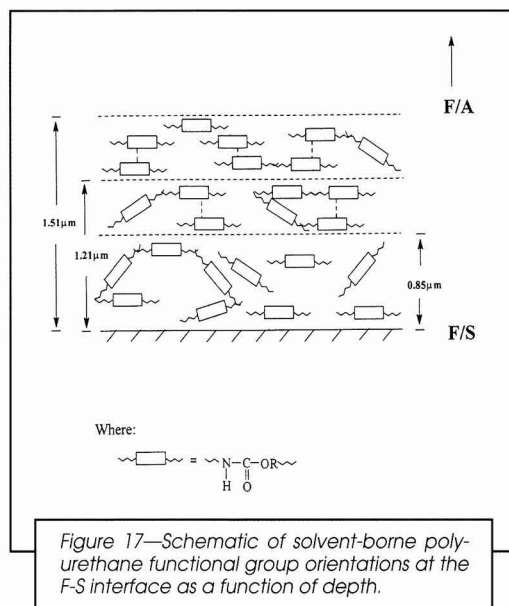 F/A
1.51μm
1.21μm
0.85μm
F/S
Where:
= N—C—OR
H O
Figure 17—Schematic of solvent-borne poly-
urethane functional group orientations at the
F-S interface as a function of depth.